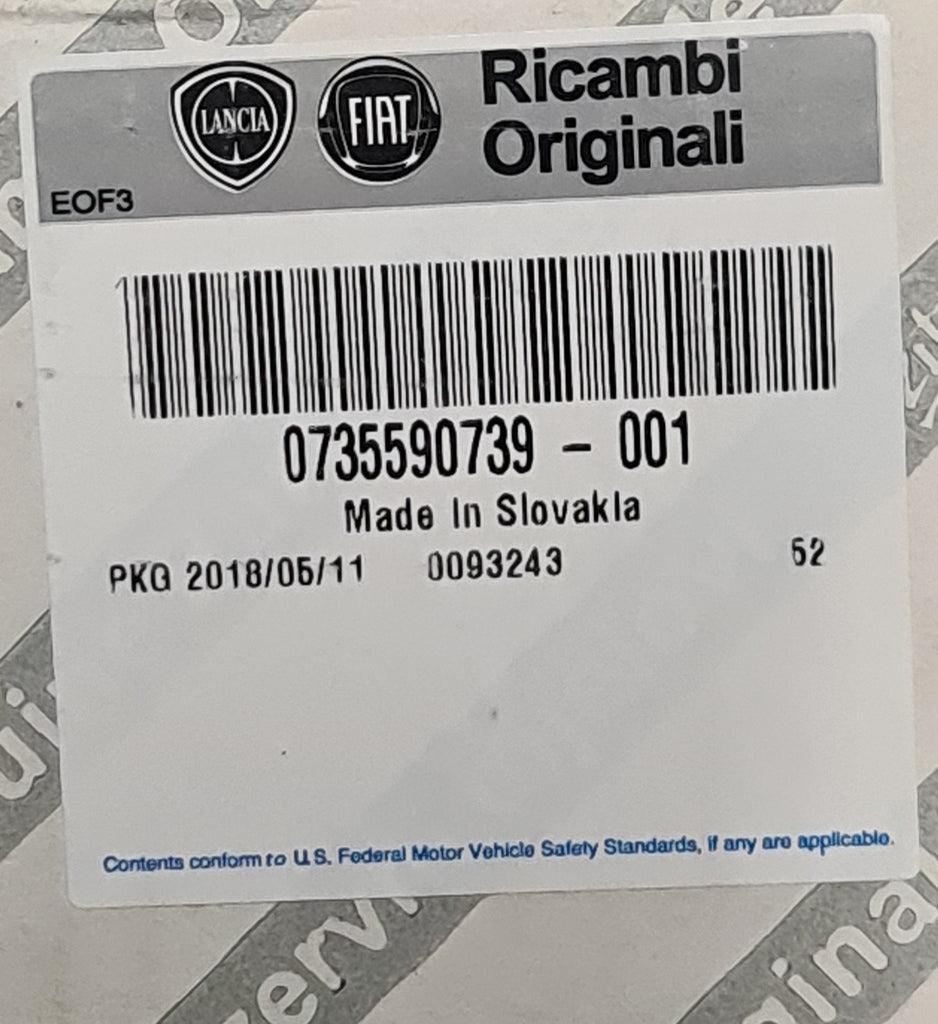 LANCIA
FIAT
Ricambi
Originali
EOF3
0735590739 - 001
Made In Slovakia
PKG 2018/05/11 0093243 52
Contents conform to U.S. Federal Motor Vehicle Safety Standards, if any are applicable.